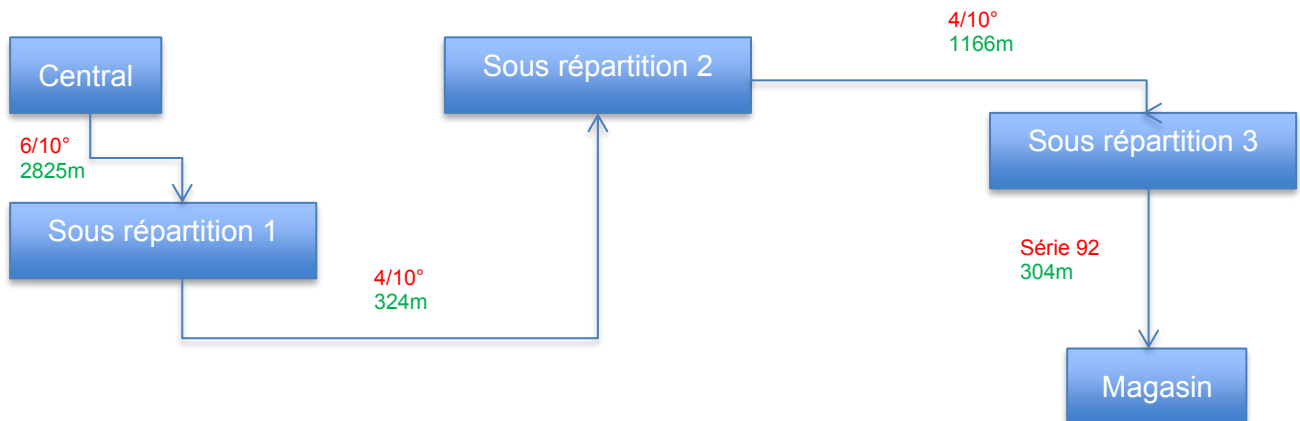 Central
6/10°
2825m
Sous répartition 1
4/10°
324m
Sous répartition 2
4/10°
1166m
Sous répartition 3
Série 92
304m
Magasin